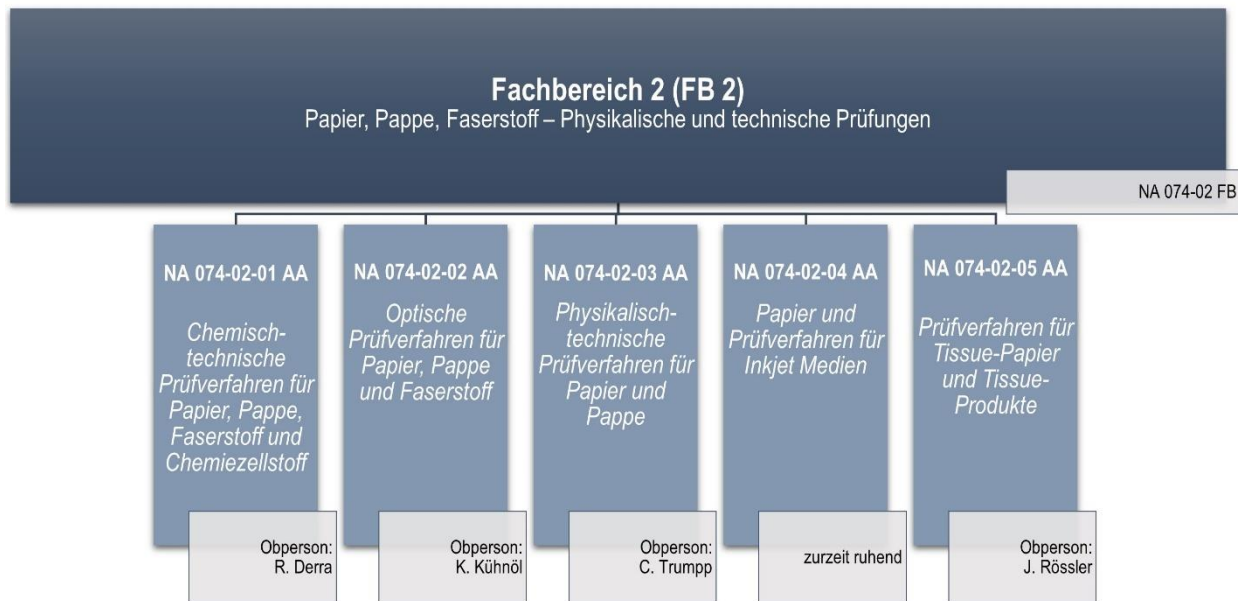 Fachbereich 2 (FB 2)
Papier, Pappe, Faserstoff – Physikalische und technische Prüfungen
NA 074-02 FB
NA 074-02-01 AA
Chemisch-
technische
Prüfverfahren für
Papier, Pappe,
Faserstoff und
Chemiezellstoff
Obperson:
R. Derra
NA 074-02-02 AA
Optische
Prüfverfahren für
Papier, Pappe
und Faserstoff
Obperson:
K. Kühnöl
NA 074-02-03 AA
Physikalisch-
technische
Prüfverfahren für
Papier und
Pappe
Obperson:
C. Trumpp
NA 074-02-04 AA
Papier und
Prüfverfahren für
Inkjet Medien
zurzeit ruhend
NA 074-02-05 AA
Prüfverfahren für
Tissue-Papier
und Tissue-
Produkte
Obperson:
J. Rössler